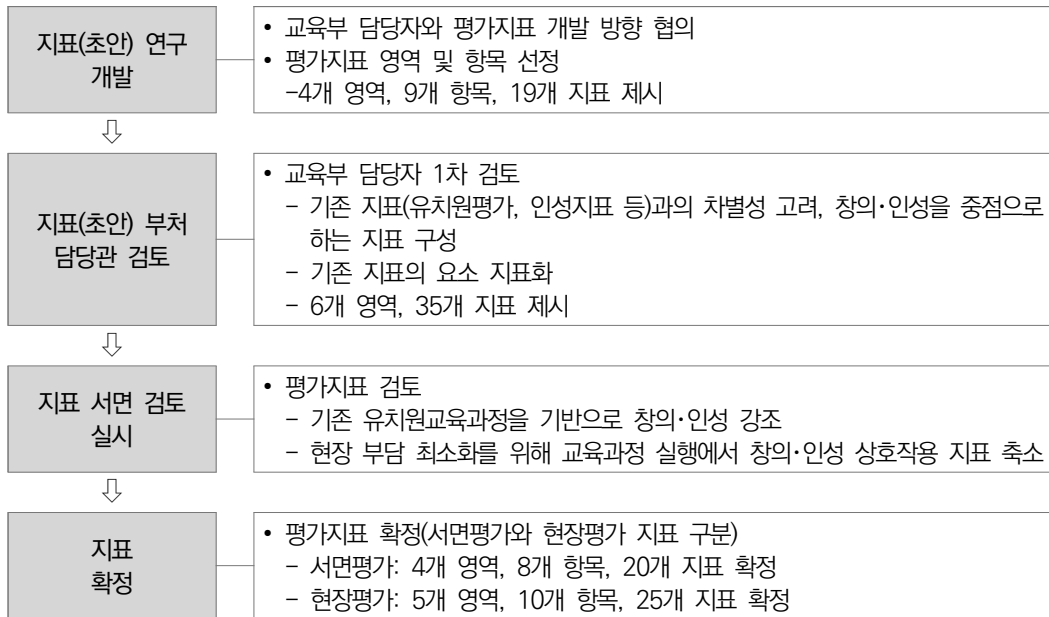 지표(초안) 연구
개발
• 교육부 담당자와 평가지표 개발 방향 협의
• 평가지표 영역 및 항목 선정
-4개 영역, 9개 항목, 19개 지표 제시
⇩
지표(초안) 부처
담당관 검토
• 교육부 담당자 1차 검토
- 기존 지표(유치원평가, 인성지표 등)과의 차별성 고려, 창의·인성을 중점으로
하는 지표 구성
- 기존 지표의 요소 지표화
- 6개 영역, 35개 지표 제시
⇩
지표 서면 검토
실시
• 평가지표 검토
- 기존 유치원교육과정을 기반으로 창의·인성 강조
- 현장 부담 최소화를 위해 교육과정 실행에서 창의·인성 상호작용 지표 축소
⇩
지표
확정
• 평가지표 확정(서면평가와 현장평가 지표 구분)
- 서면평가: 4개 영역, 8개 항목, 20개 지표 확정
- 현장평가: 5개 영역, 10개 항목, 25개 지표 확정